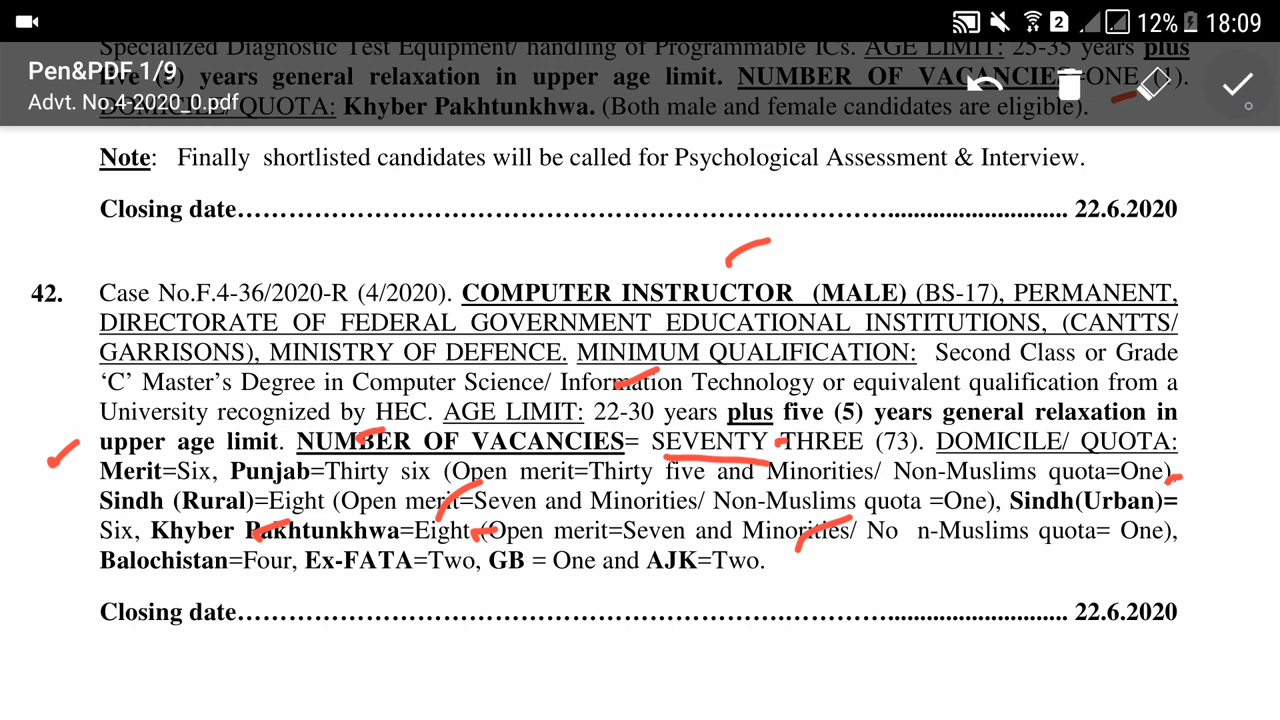 2 12% 18:09
Specialized Diagnostic Test Equipment/ handling of Programmable ICs. AGE LIMIT: 25-35 years plus
Pen&PDF 1/9
five (5) years general relaxation in upper age limit. NUMBER OF VACANCIES=ONE (1).
Advt. No.4-2020_0.pdf
DOMICILE/ QUOTA: Khyber Pakhtunkhwa. (Both male and female candidates are eligible).
Note: Finally shortlisted candidates will be called for Psychological Assessment & Interview.
Closing date………………………………………………………………............................. 22.6.2020
42. Case No.F.4-36/2020-R (4/2020). COMPUTER INSTRUCTOR (MALE) (BS-17), PERMANENT,
DIRECTORATE OF FEDERAL GOVERNMENT EDUCATIONAL INSTITUTIONS, (CANTTS/
GARRISONS), MINISTRY OF DEFENCE. MINIMUM QUALIFICATION: Second Class or Grade
‘C’ Master’s Degree in Computer Science/ Information Technology or equivalent qualification from a
University recognized by HEC. AGE LIMIT: 22-30 years plus five (5) years general relaxation in
upper age limit. NUMBER OF VACANCIES= SEVENTY THREE (73). DOMICILE/ QUOTA:
Merit=Six, Punjab=Thirty six (Open merit=Thirty five and Minorities/ Non-Muslims quota=One),
Sindh (Rural)=Eight (Open merit=Seven and Minorities/ Non-Muslims quota =One), Sindh(Urban)=
Six, Khyber Pakhtunkhwa=Eight (Open merit=Seven and Minorities/ No n-Muslims quota= One),
Balochistan=Four, Ex-FATA=Two, GB = One and AJK=Two.
Closing date………………………………………………………………............................. 22.6.2020